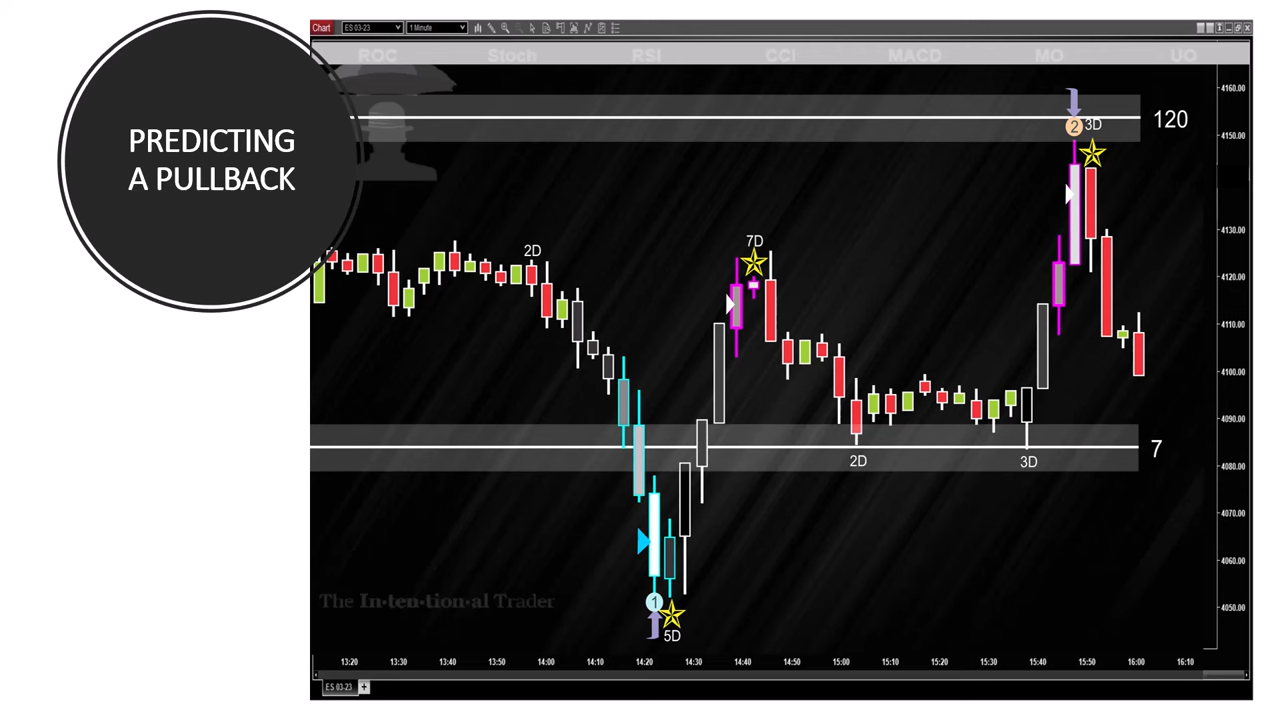 PREDICTING
A PULLBACK
Chart
ES 03-23
1 Minute
ROC Stoch RSI CCI MACD MO UO
4160.00
120
2 3D
4150.00
7D
4130.00
2D
4120.00
4110.00
4100.00
4090.00
7
2D
3D
4080.00
4070.00
4060.00
The In·ten·tion·al Trader
1
4050.00
5D
13:20 13:30 13:40 13:50 14:00 14:10 14:20 14:30 14:40 14:50 15:00 15:10 15:20 15:30 15:40 15:50 16:00 16:10
ES 03-23
+